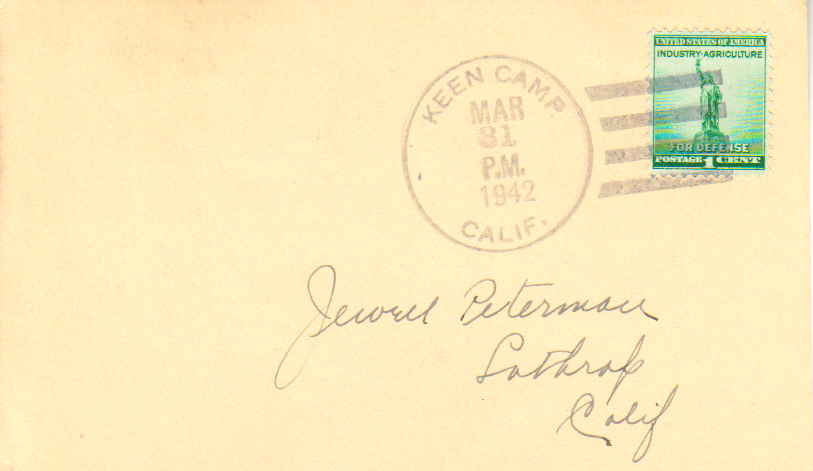 KEEN CAMP.
MAR
31
P.M.
1942
CALIF.
UNITED STATES OF AMERICA
INDUSTRY·AGRICULTURE
FOR DEFENSE
POSTAGE 1 CENT
Jewell Peterman
Lathrop
Calif